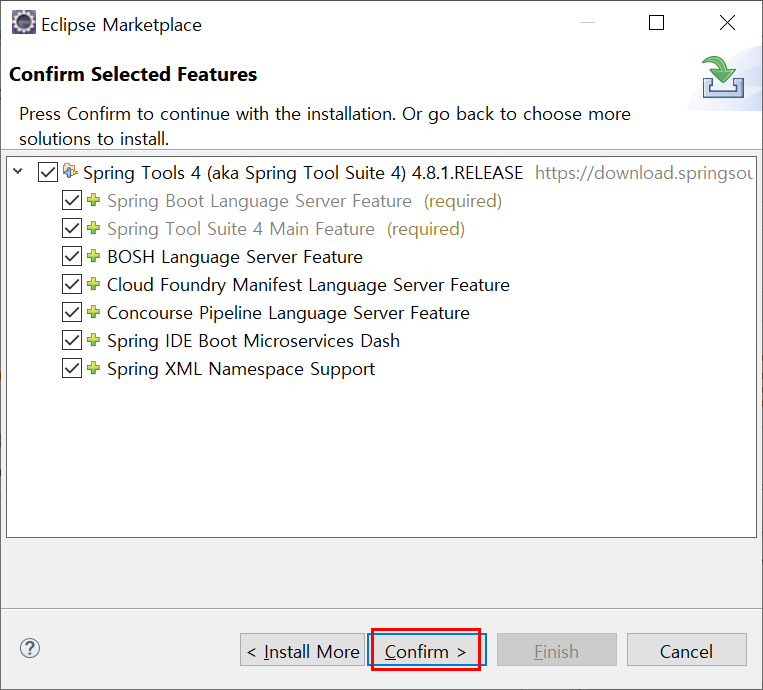 Eclipse Marketplace
Confirm Selected Features
Press Confirm to continue with the installation. Or go back to choose more
solutions to install.
Spring Tools 4 (aka Spring Tool Suite 4) 4.8.1.RELEASE https://download.springsou
Spring Boot Language Server Feature (required)
Spring Tool Suite 4 Main Feature (required)
BOSH Language Server Feature
Cloud Foundry Manifest Language Server Feature
Concourse Pipeline Language Server Feature
Spring IDE Boot Microservices Dash
Spring XML Namespace Support
< Install More Confirm > Finish Cancel